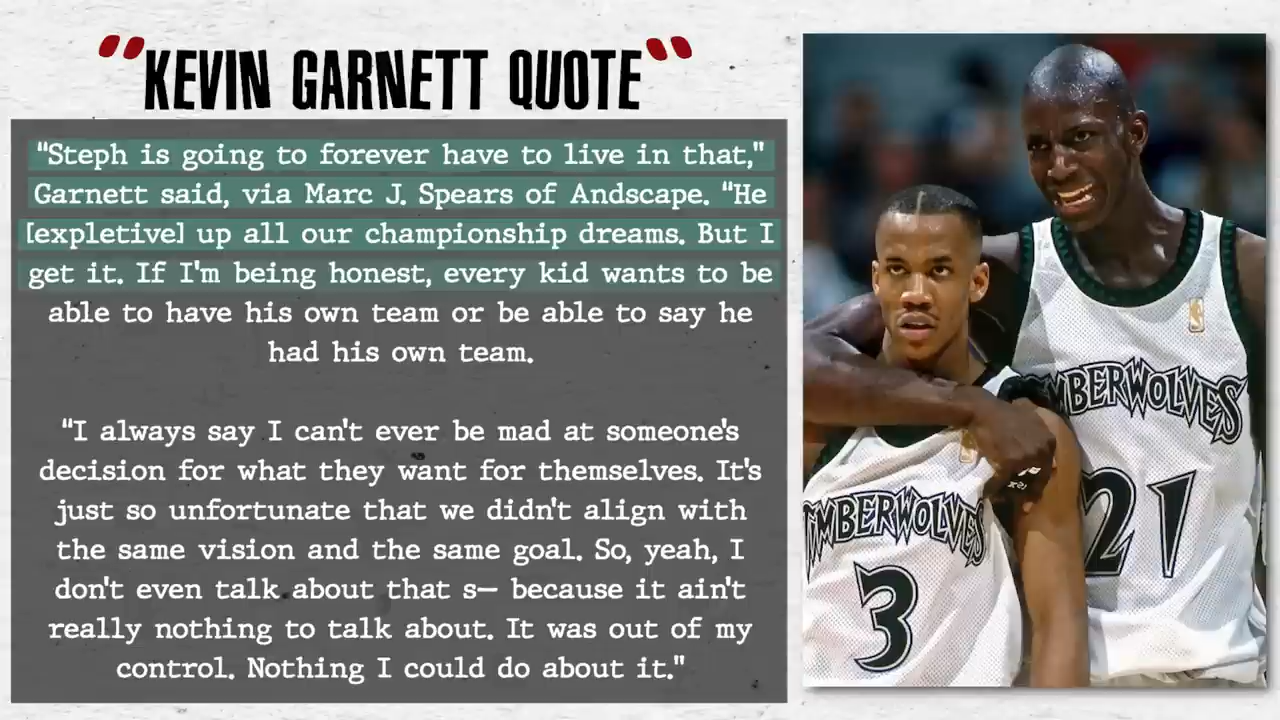 "KEVIN GARNETT QUOTE"
"Steph is going to forever have to live in that,"
Garnett said, via Marc J. Spears of Andscape. "He
[expletive] up all our championship dreams. But I
get it. If I'm being honest, every kid wants to be
able to have his own team or be able to say he
had his own team.
"I always say I can't ever be mad at someone's
decision for what they want for themselves. It's
just so unfortunate that we didn't align with
the same vision and the same goal. So, yeah, I
don't even talk about that s— because it ain't
really nothing to talk about. It was out of my
control. Nothing I could do about it."
TIMBERWOLVES
3
MBERWOLVES
21